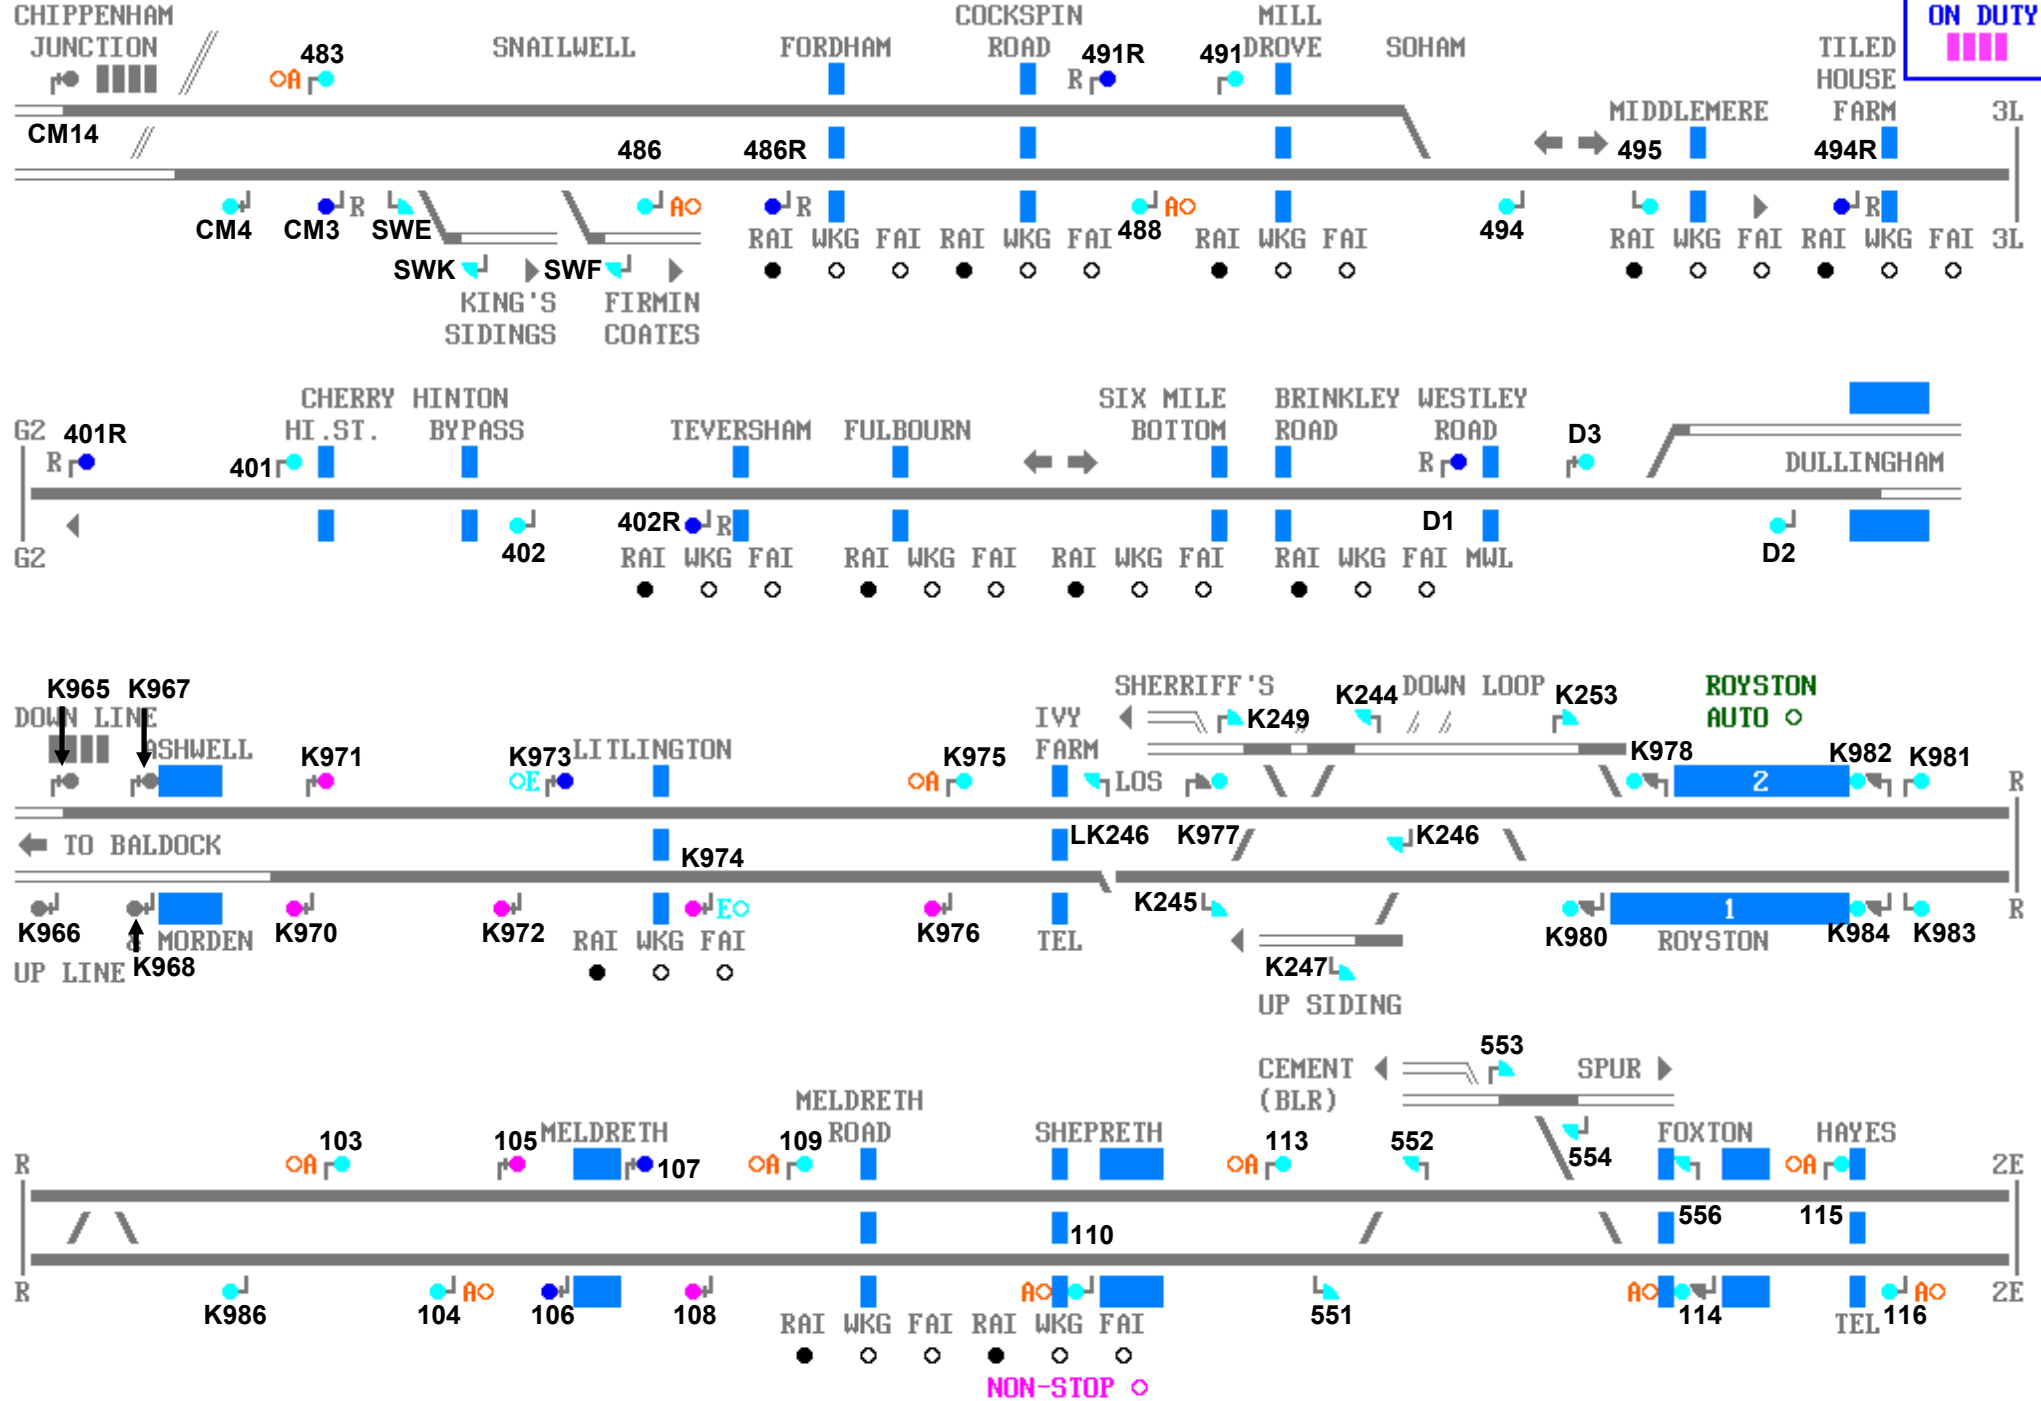 CHIPPENHAM COCKSPIN MILL ON DUTY
JUNCTION 483 SNAILWELL FORDHAM ROAD 491R 491 DROVE SOHAM TILED
A R HOUSE
CM14 MIDDLEMERE FARM 3L
486 486R 495 494R
CM4 CM3 R SWE A R 488 A 494 R
RAI WKG FAI RAI WKG FAI RAI WKG FAI RAI WKG FAI RAI WKG FAI 3L
SWK SWF
KING'S FIRMIN
SIDINGS COATES
CHERRY HINTON SIX MILE BRINKLEY WESTLEY
G2 401R HI.ST. BYPASS TEVERSHAM FULBOURN BOTTOM ROAD ROAD D3
R 401 R DULLINGHAM
402 402R R D1 D2
G2 RAI WKG FAI RAI WKG FAI RAI WKG FAI RAI WKG FAI MWL
K965 K967 SHERRIFF'S K244 DOWN LOOP K253 ROYSTON
DOWN LINE IVY K249 AUTO
ASHWELL K971 K973 LITLINGTON K975 FARM K978 K982 K981
E A LOS 2 R
TO BALDOCK K974 LK246 K977 K246
K966 K970 K972 E K976 K245 K980 1 K984 K983 R
& MORDEN RAI WKG FAI TEL ROYSTON
UP LINE K968 K247
UP SIDING
553
CEMENT SPUR
(BLR)
MELDRETH
103 105 MELDRETH 109 ROAD SHEPRETH 113 552 554 FOXTON HAYES
R A 107 A A A 2E
110 556 115
R K986 104 A 106 108 A 551 A 114 116 A 2E
RAI WKG FAI RAI WKG FAI TEL
NON-STOP